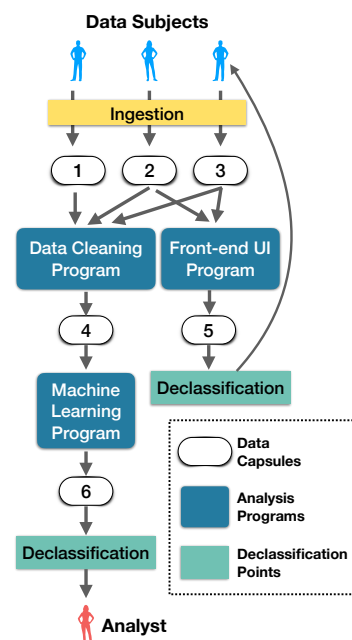 Data Subjects
Ingestion
1
2
3
Data Cleaning
Program
Front-end UI
Program
4
5
Machine
Learning
Program
Declassification
6
Declassification
Analyst
Data
Capsules
Analysis
Programs
Declassification
Points